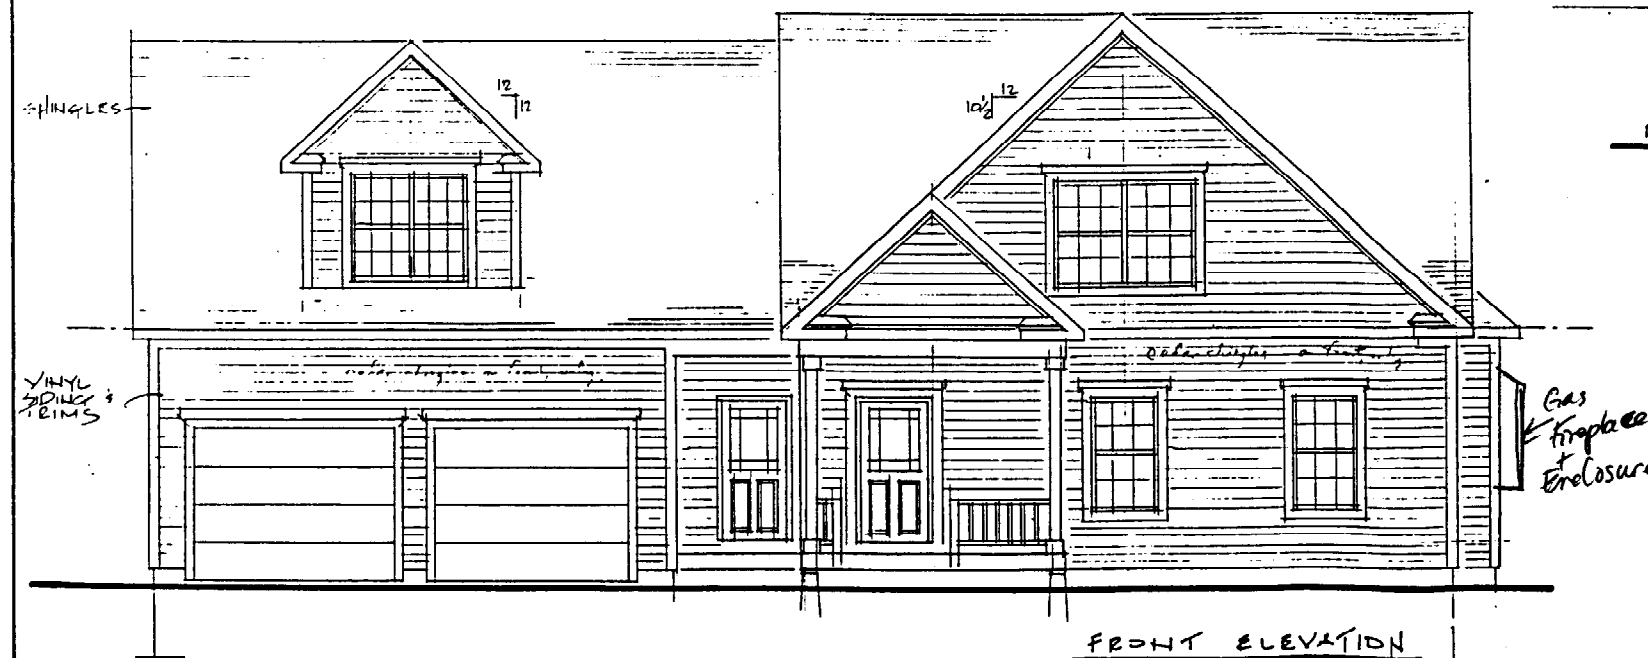 SHINGLES
12
12
12
10½
VINYL
SIDING &
TRIMS
Gas
Fireplace
+
Enclosure
FRONT ELEVATION